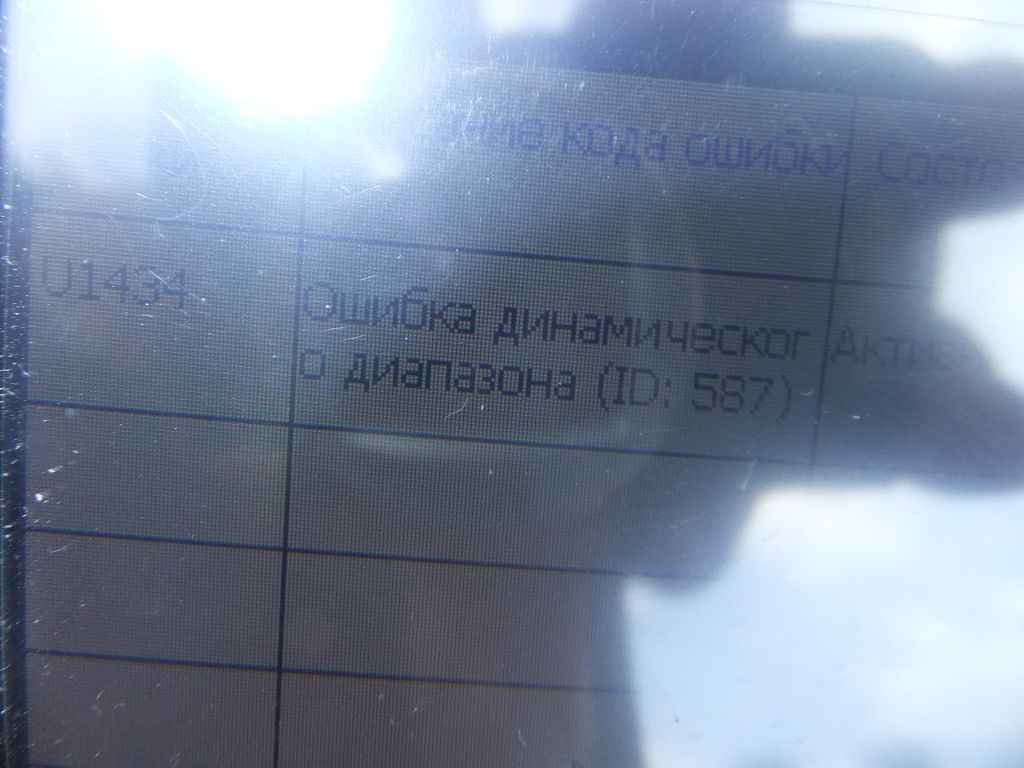 кода ошибки
U1434
Ошибка динамическог
о диапазона (ID: 587)